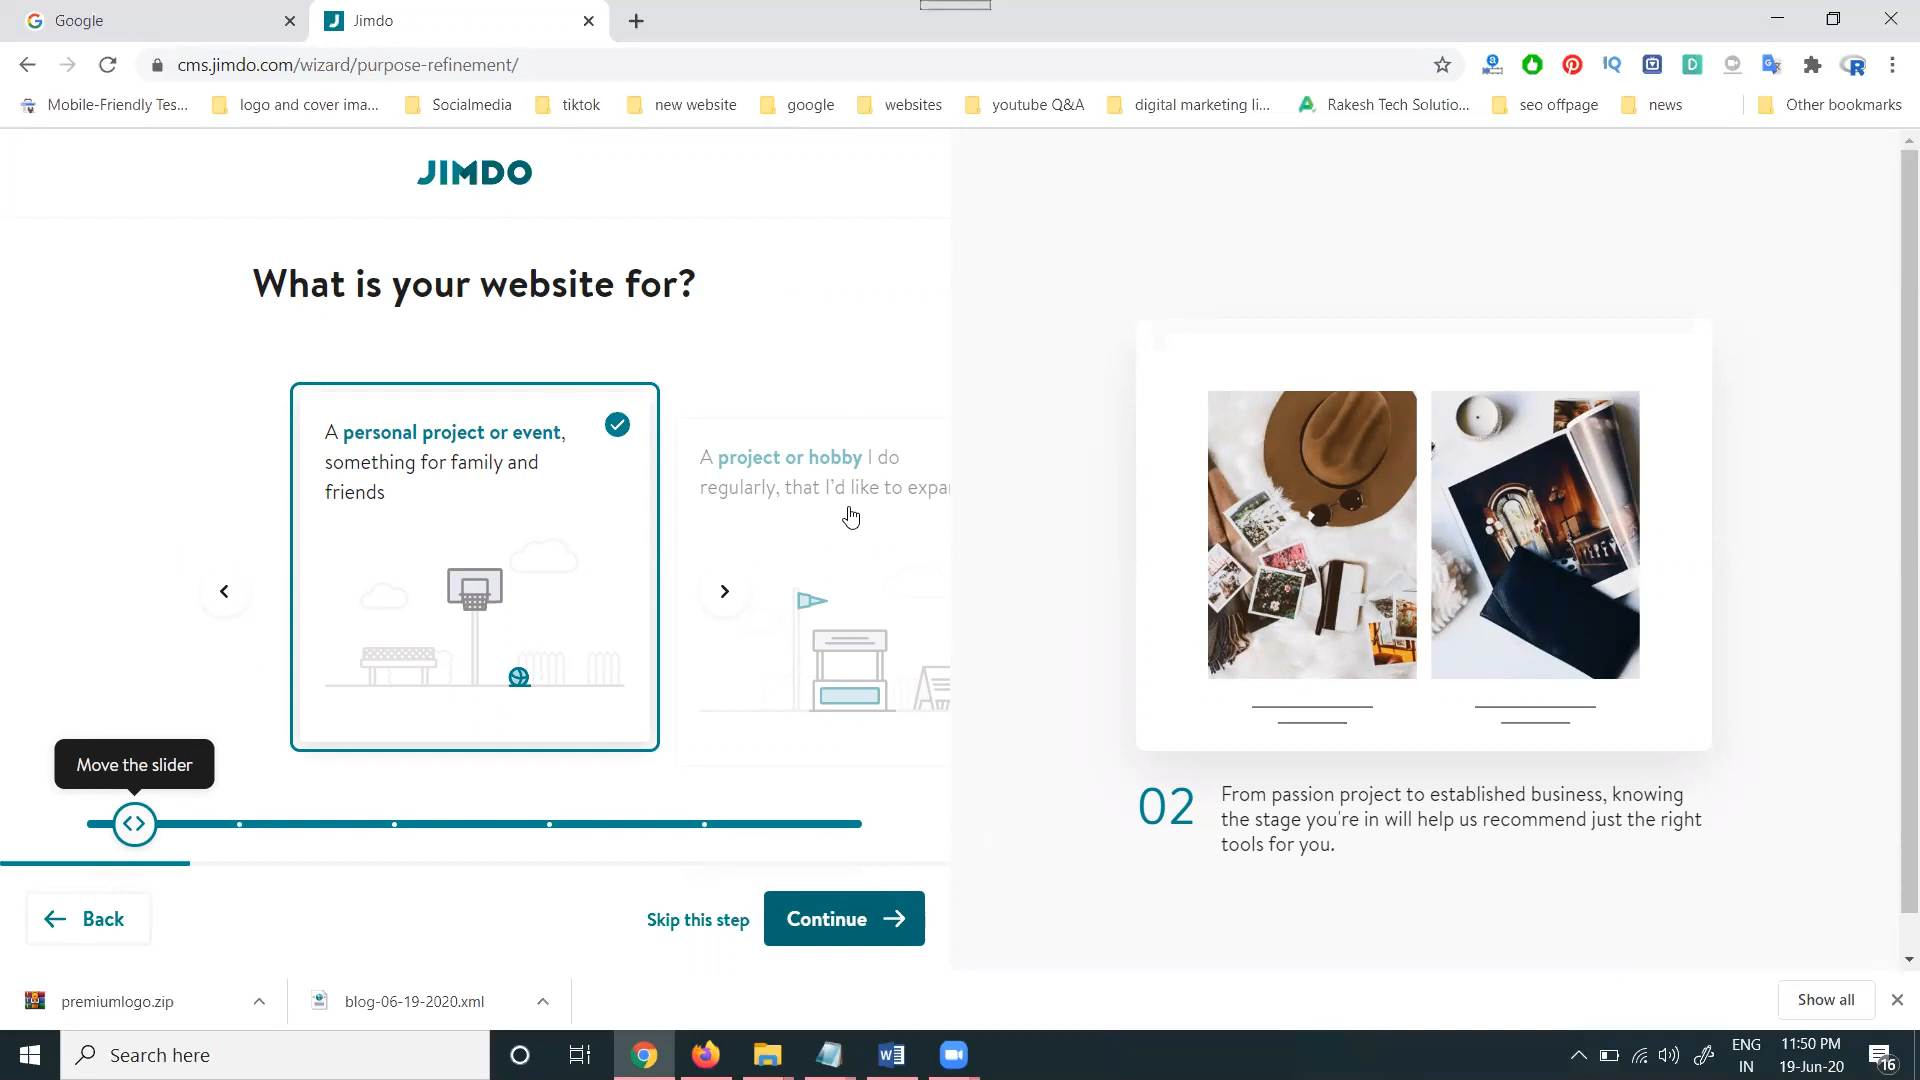 Google
Jimdo
cms.jimdo.com/wizard/purpose-refinement/
Mobile-Friendly Tes...
logo and cover ima...
Socialmedia
tiktok
new website
google
websites
youtube Q&A
digital marketing li...
Rakesh Tech Solutio...
seo offpage
news
Other bookmarks
JIMDO
What is your website for?
A personal project or event,
something for family and
friends
A project or hobby I do
regularly, that I'd like to expa
Move the slider
02
From passion project to established business, knowing
the stage you're in will help us recommend just the right
tools for you.
Back
Skip this step
Continue
premiumlogo.zip
blog-06-19-2020.xml
Show all
Search here
ENG
IN
11:50 PM
19-Jun-20
16